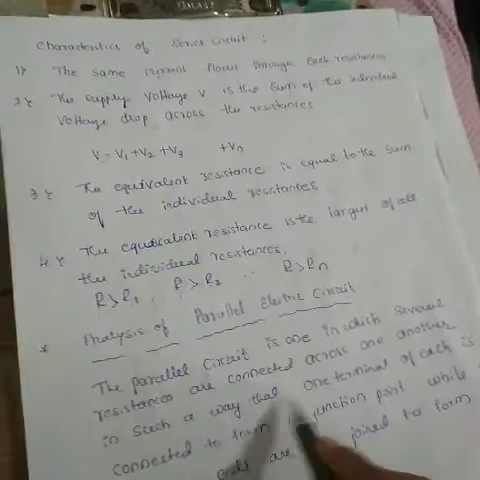 Characteristics of Series Circuit :
1) The same current flows through each resistances
2) The supply Voltage V is the sum of the individual
Voltage drop across the resistances
V = V1 + V2 + V3 + Vn
3) The equivalent resistance is equal to the sum
of the individual resistances
4) The equivalent resistance is the largest of all
the individual resistances.
R > R1 R > R2 ... R > Rn
* Analysis of Parallel Electric Circuit
The parallel Circuit is one in which several
resistances are connected across one another
in such a way that one terminal of each is
connected to form junction point while
ends are joined to form